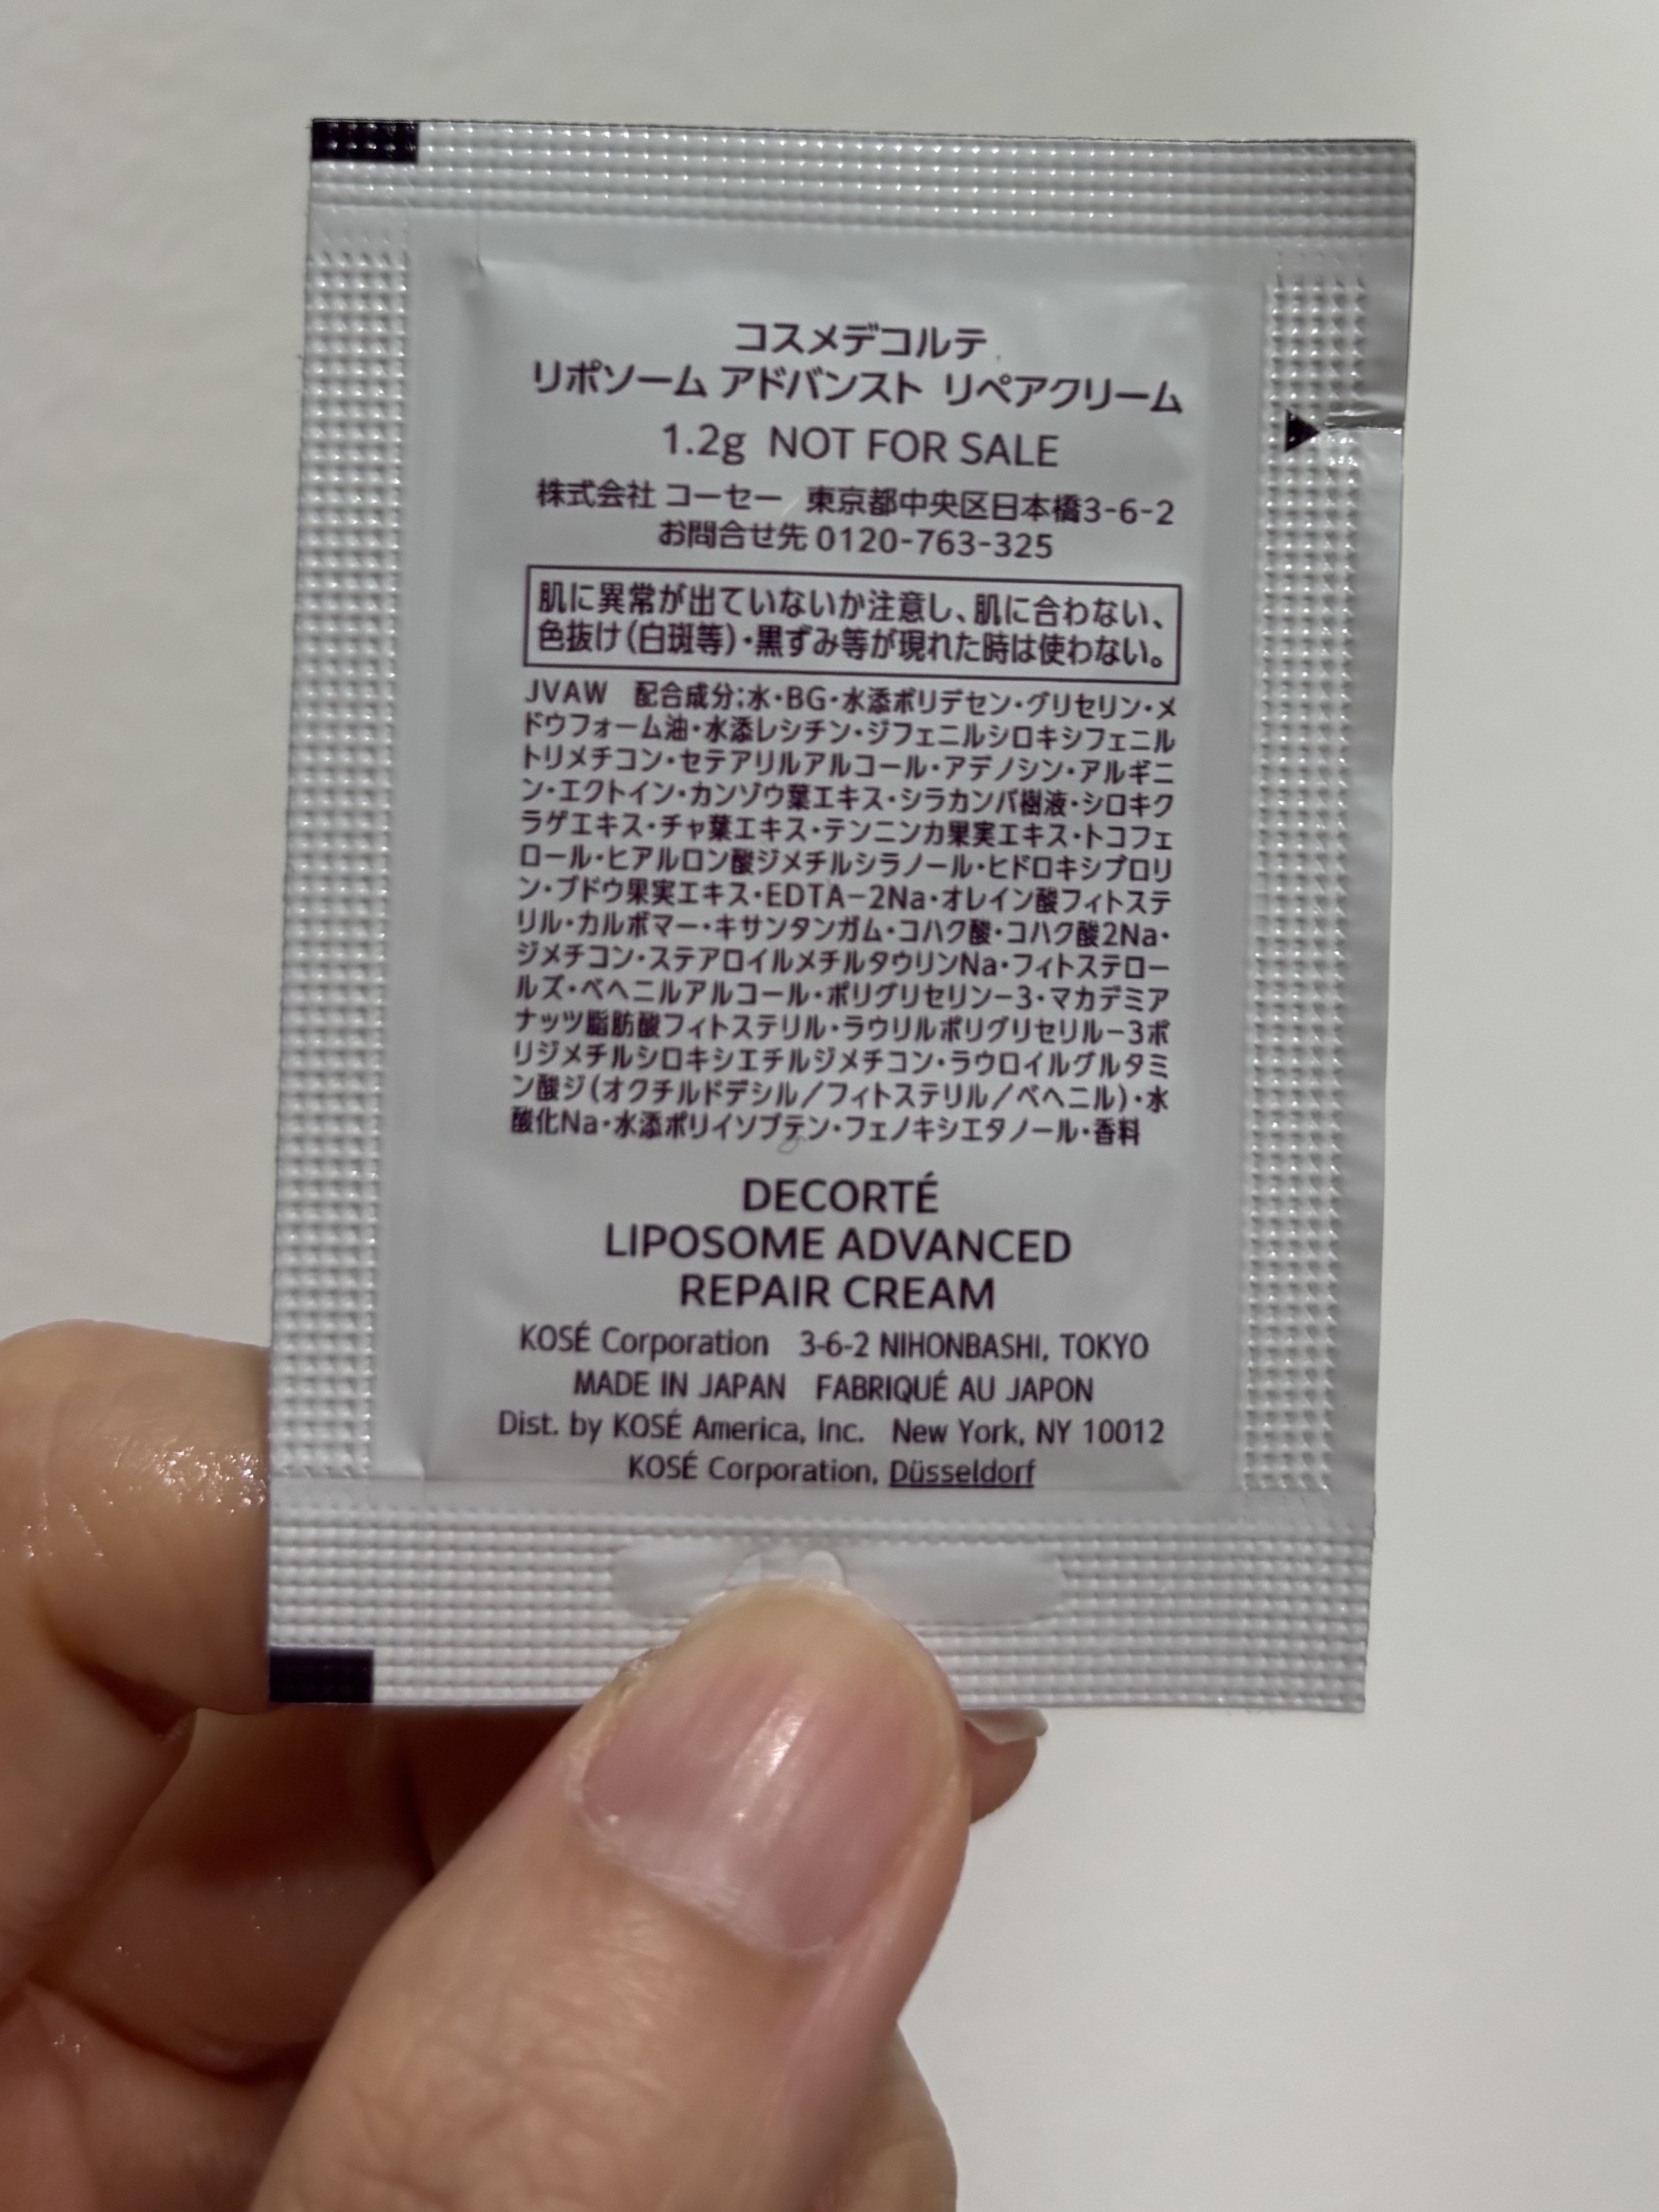 コスメデコルテ
リポソーム アドバンスト リペアクリーム
1.2g NOT FOR SALE
株式会社 コーセー 東京都中央区日本橋3-6-2
お問合せ先 0120-763-325
肌に異常が出ていないか注意し、肌に合わない、
色抜け(白斑等)・黒ずみ等が現れた時は使わない。
JVAW 配合成分:水・BG・水添ポリデセン・グリセリン・メ
ドウフォーム油・水添レシチン・ジフェニルシロキシフェニル
トリメチコン・セテアリルアルコール・アデノシン・アルギニ
ン・エクトイン・カンゾウ葉エキス・シラカンバ樹液・シロキク
ラゲエキス・チャ葉エキス・テンニンカ果実エキス・トコフェ
ロール・ヒアルロン酸ジメチルシラノール・ヒドロキシプロリ
ン・ブドウ果実エキス・EDTA−2Na・オレイン酸フィトステ
リル・カルボマー・キサンタンガム・コハク酸・コハク酸2Na・
ジメチコン・ステアロイルメチルタウリンNa・フィトステロー
ルズ・ベヘニルアルコール・ポリグリセリン−3・マカデミア
ナッツ脂肪酸フィトステリル・ラウリルポリグリセリル−3ポ
リジメチルシロキシエチルジメチコン・ラウロイルグルタミ
ン酸ジ(オクチルドデシル/フィトステリル/ベヘニル)・水
酸化Na・水添ポリイソブテン・フェノキシエタノール・香料
DECORTÉ
LIPOSOME ADVANCED
REPAIR CREAM
KOSÉ Corporation 3-6-2 NIHONBASHI, TOKYO
MADE IN JAPAN FABRIQUÉ AU JAPON
Dist. by KOSÉ America, Inc. New York, NY 10012
KOSÉ Corporation, Düsseldorf